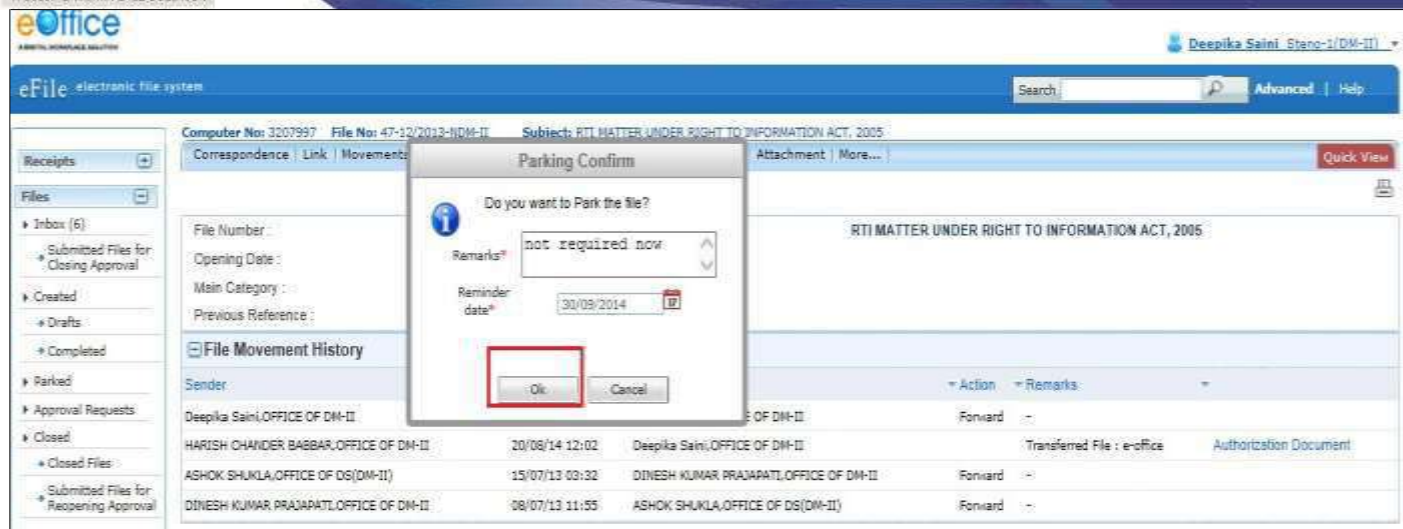 eOffice
A DIGITAL WORKPLACE SOLUTION
Deepika Saini Steno-1(DM-II)
eFile electronic file system
Search Advanced | Help
Computer No: 3207997 File No: 47-12/2013-NDM-II Subject: RTI MATTER UNDER RIGHT TO INFORMATION ACT, 2005
Correspondence | Link | Movements Attachment | More... |
Quick View
Receipts
Files
Inbox (6)
Submitted Files for
Closing Approval
Created
Drafts
Completed
Parked
Approval Requests
Closed
Closed Files
Submitted Files for
Reopening Approval
File Number :
RTI MATTER UNDER RIGHT TO INFORMATION ACT, 2005
Opening Date :
Main Category :
Previous Reference :
Parking Confirm
Do you want to Park the file?
Remarks* not required now
Reminder
date* 30/09/2014
Ok Cancel
File Movement History
Sender Action Remarks
Deepika Saini,OFFICE OF DM-II E OF DM-II Forward -
HARISH CHANDER BABBAR,OFFICE OF DM-II 20/08/14 12:02 Deepika Saini,OFFICE OF DM-II Transferred File : e-office Authorization Document
ASHOK SHUKLA,OFFICE OF DS(DM-II) 15/07/13 03:32 DINESH KUMAR PRAJAPATI,OFFICE OF DM-II Forward -
DINESH KUMAR PRAJAPATI,OFFICE OF DM-II 08/07/13 11:55 ASHOK SHUKLA,OFFICE OF DS(DM-II) Forward -